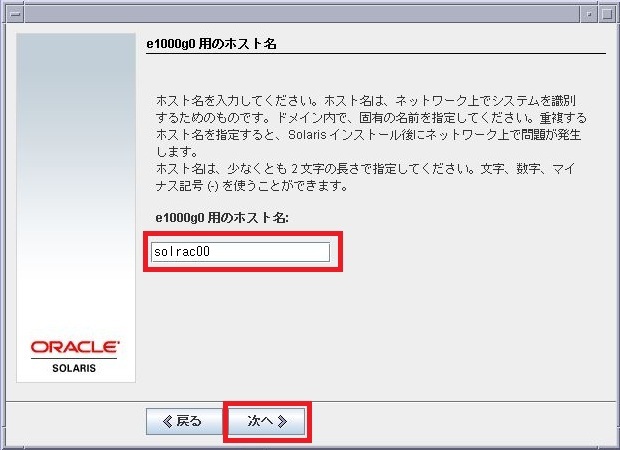 e1000g0 用のホスト名
ホスト名を入力してください。ホスト名は、ネットワーク上でシステムを識別
するためのものです。ドメイン内で、固有の名前を指定してください。重複する
ホスト名を指定すると、Solaris インストール後にネットワーク上で問題が発生
します。
ホスト名は、少なくとも 2 文字の長さで指定してください。文字、数字、マイ
ナス記号 (-) を使うことができます。
e1000g0 用のホスト名:
solrac00
ORACLE
SOLARIS
戻る
次へ